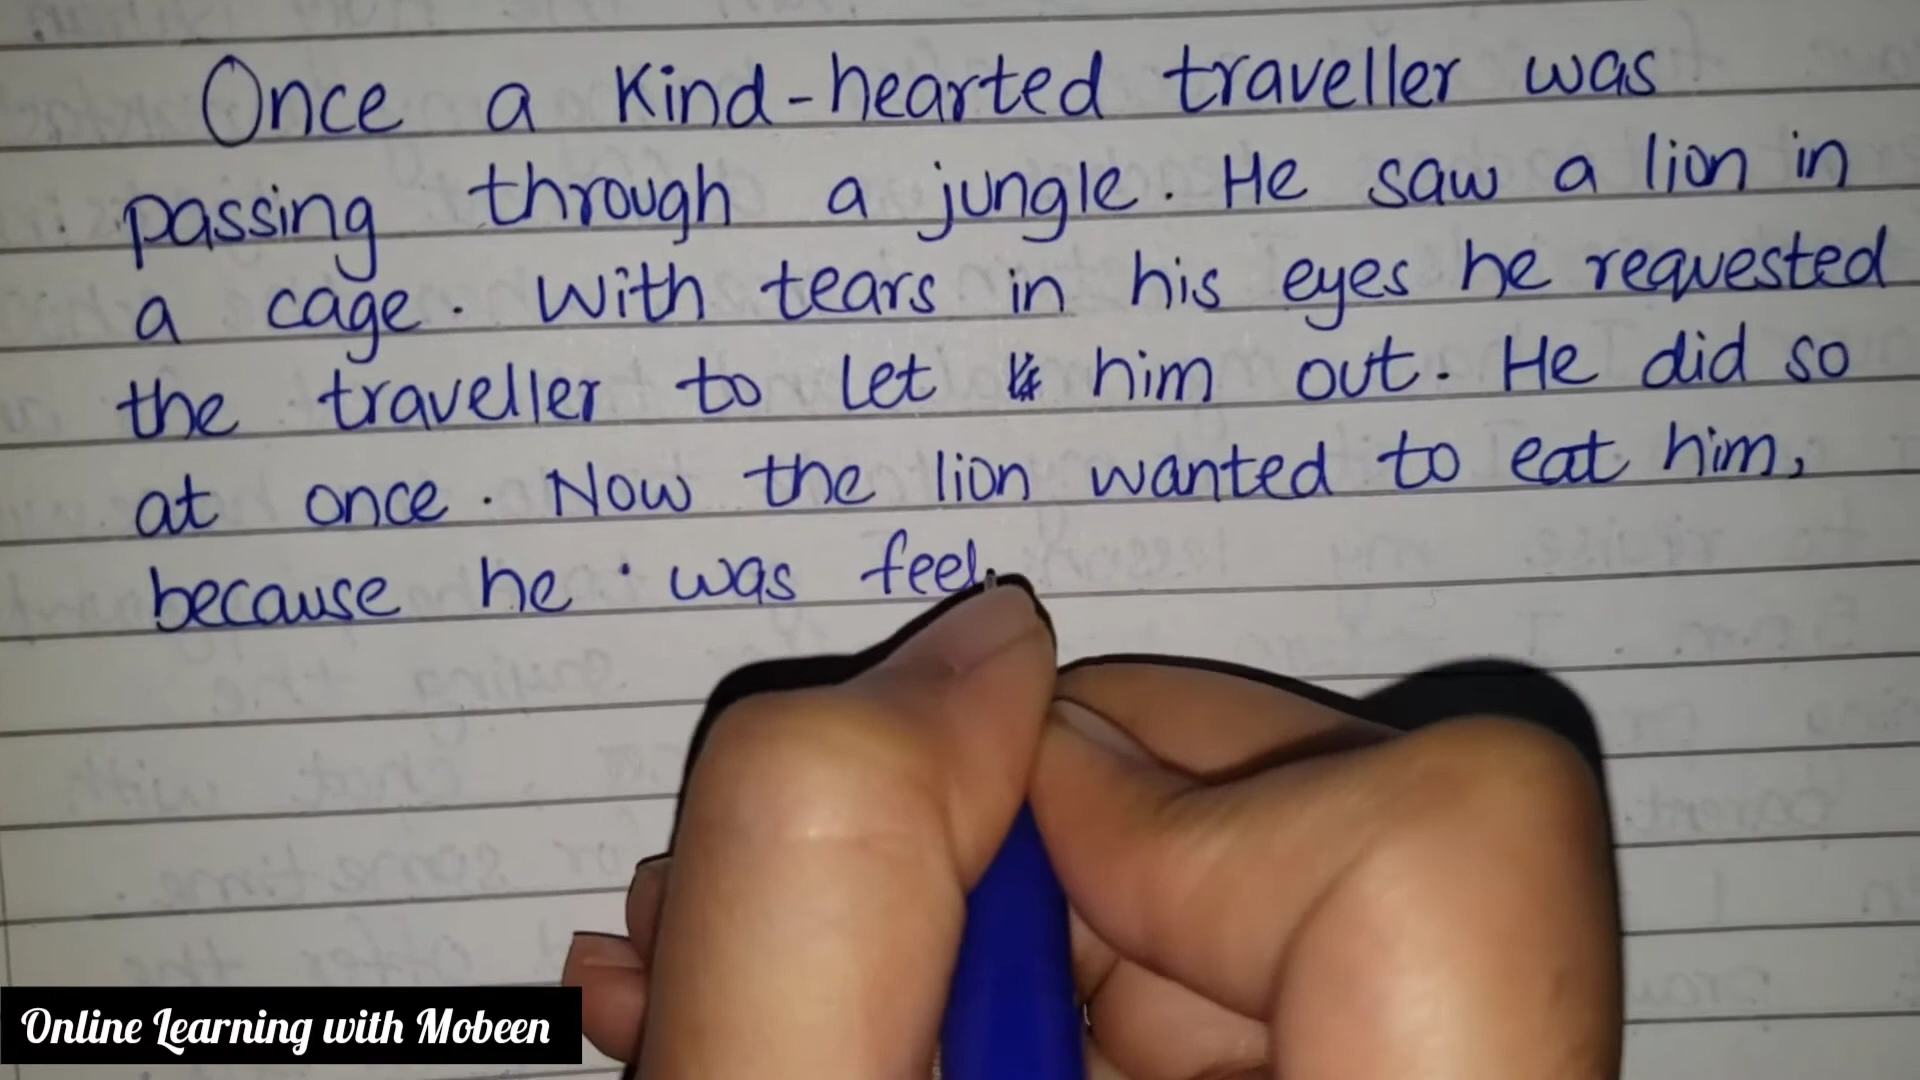 Once a kind-hearted traveller was
passing through a jungle. He saw a lion in
a cage. With tears in his eyes he requested
the traveller to let him out. He did so
at once. Now the lion wanted to eat him,
because he was feel
Online Learning with Mobeen